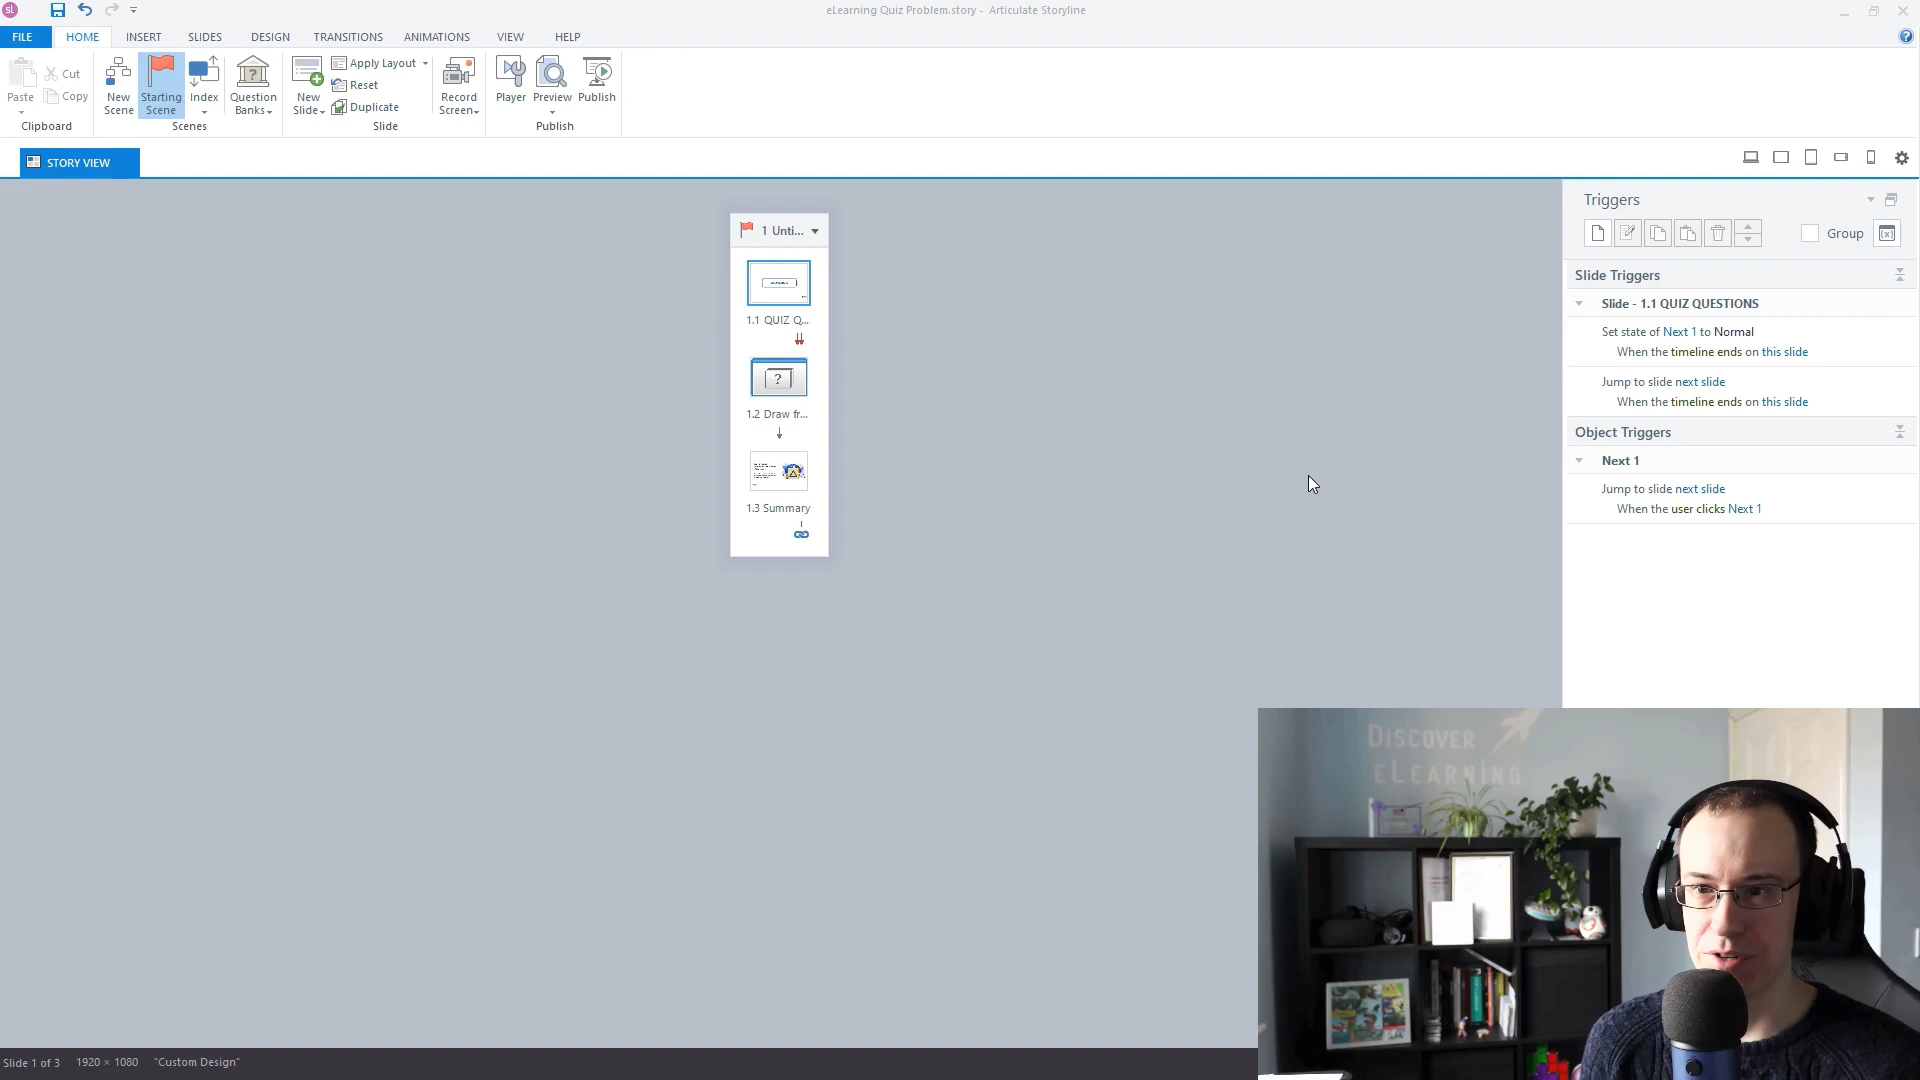 eLearning Quiz Problem.story - Articulate Storyline
FILE
HOME
INSERT
SLIDES
DESIGN
TRANSITIONS
ANIMATIONS
VIEW
HELP
Paste
Cut
Copy
Clipboard
New
Scene
Starting
Scene
Index
Question
Banks
Scenes
New
Slide
Apply Layout
Reset
Duplicate
Slide
Record
Screen
Player
Preview
Publish
Publish
STORY VIEW
1 Unti...
1.1 QUIZ Q...
?
1.2 Draw fr...
1.3 Summary
Triggers
Group
Slide Triggers
Slide - 1.1 QUIZ QUESTIONS
Set state of Next 1 to Normal
When the timeline ends on this slide
Jump to slide next slide
When the timeline ends on this slide
Object Triggers
Next 1
Jump to slide next slide
When the user clicks Next 1
DISCOVER
eLEARNING
Slide 1 of 3
1920 × 1080
"Custom Design"